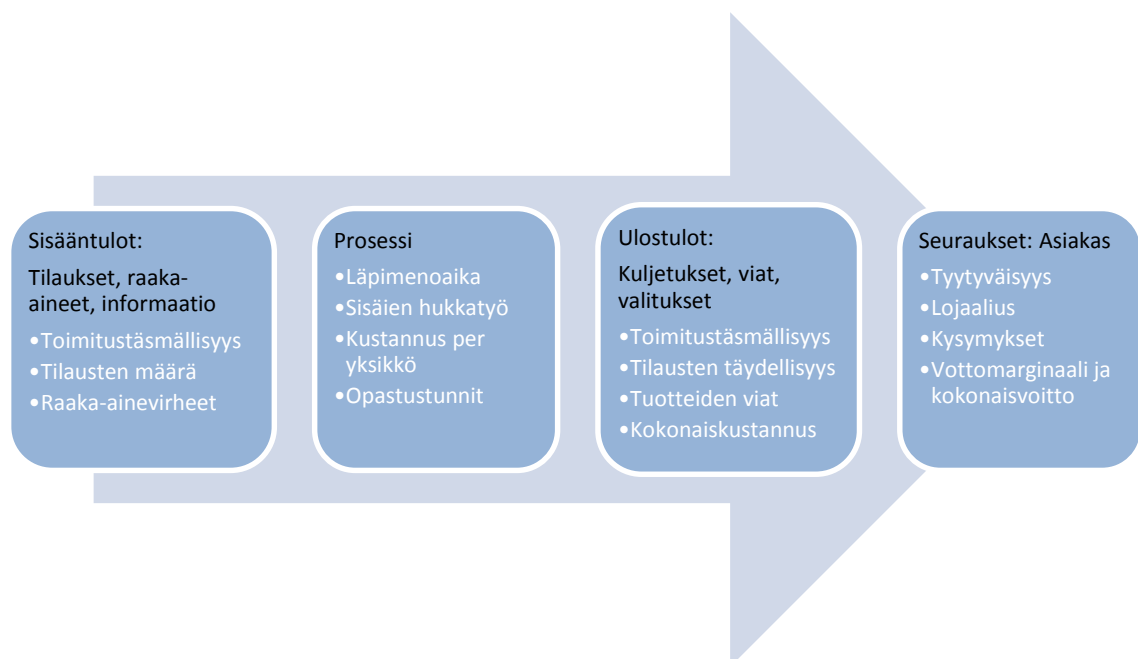 Sisääntulot:
Tilaukset, raaka-
aineet, informaatio
•Toimitustäsmällisyys
•Tilausten määrä
•Raaka-ainevirheet
Prosessi
•Läpimenoaika
•Sisäien hukkatyö
•Kustannus per
yksikkö
•Opastustunnit
Ulostulot:
Kuljetukset, viat,
valitukset
•Toimitustäsmällisyys
•Tilausten täydellisyys
•Tuotteiden viat
•Kokonaiskustannus
Seuraukset: Asiakas
•Tyytyväisyys
•Lojaalius
•Kysymykset
•Vottomarginaali ja
kokonaisvoitto